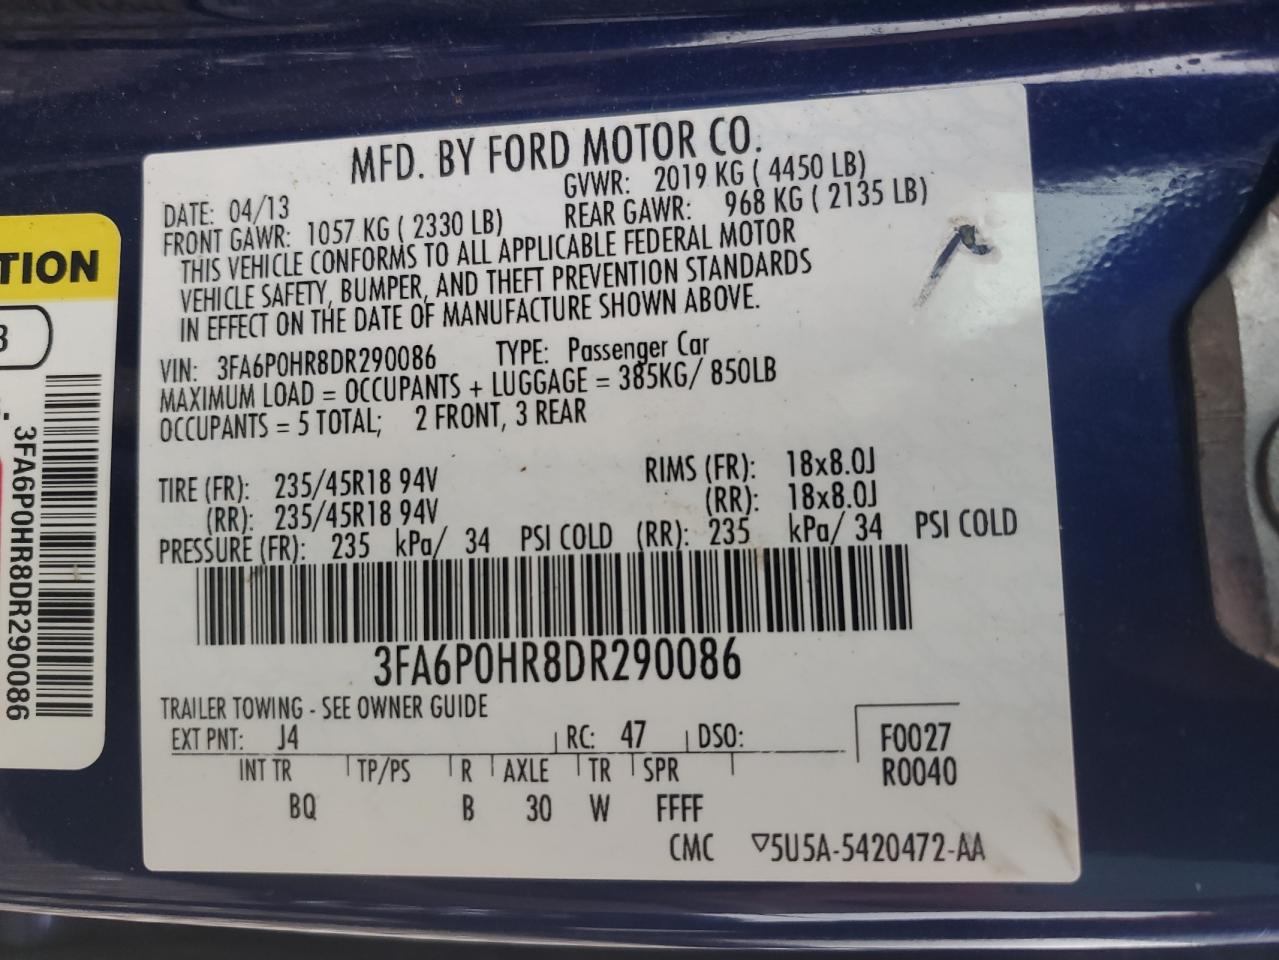 MFD. BY FORD MOTOR CO.
DATE: 04/13 GVWR: 2019 KG ( 4450 LB)
FRONT GAWR: 1057 KG ( 2330 LB) REAR GAWR: 968 KG ( 2135 LB)
THIS VEHICLE CONFORMS TO ALL APPLICABLE FEDERAL MOTOR
VEHICLE SAFETY, BUMPER, AND THEFT PREVENTION STANDARDS
IN EFFECT ON THE DATE OF MANUFACTURE SHOWN ABOVE.
VIN: 3FA6P0HR8DR290086 TYPE: Passenger Car
MAXIMUM LOAD = OCCUPANTS + LUGGAGE = 385KG/ 850LB
OCCUPANTS = 5 TOTAL; 2 FRONT, 3 REAR
TIRE (FR): 235/45R18 94V RIMS (FR): 18x8.0J
(RR): 235/45R18 94V (RR): 18x8.0J
PRESSURE (FR): 235 kPa/ 34 PSI COLD (RR): 235 kPa/ 34 PSI COLD
3FA6P0HR8DR290086
TRAILER TOWING - SEE OWNER GUIDE
EXT PNT: J4 RC: 47 DSO: F0027
INT TR TP/PS R AXLE TR SPR R0040
BQ B 30 W FFFF
CMC ▽5U5A-5420472-AA
TION
3
3FA6P0HR8DR290086